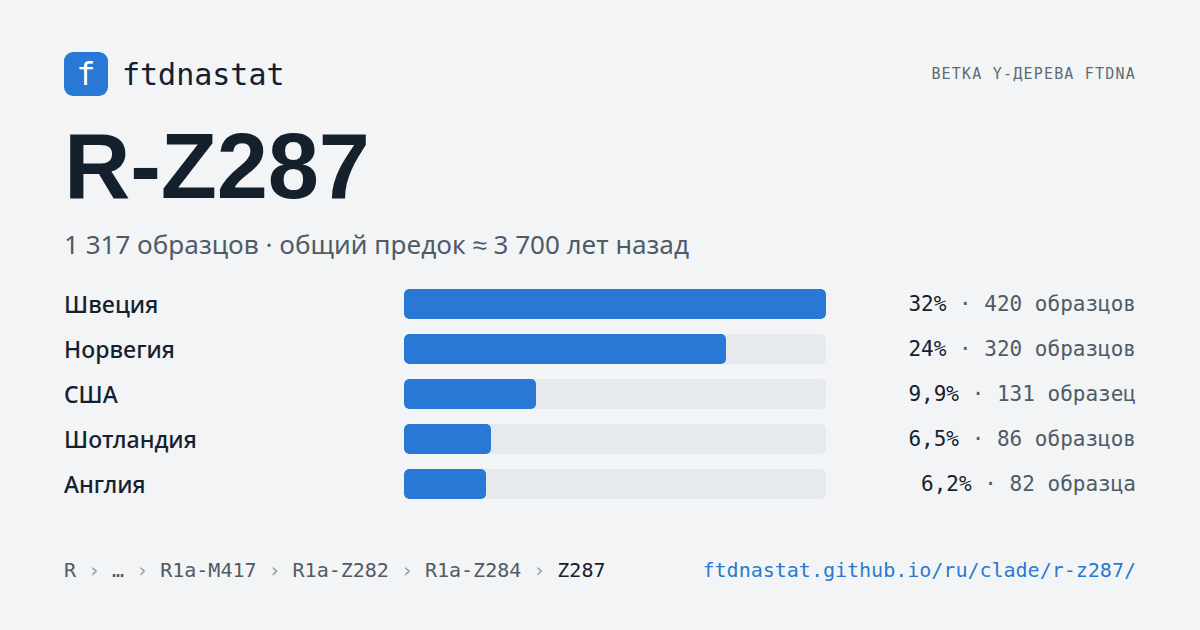 f ftdnastat
ВЕТКА Y-ДЕРЕВА FTDNA
R-Z287
1 317 образцов · общий предок ≈ 3 700 лет назад
Швеция 32% · 420 образцов
Норвегия 24% · 320 образцов
США 9,9% · 131 образец
Шотландия 6,5% · 86 образцов
Англия 6,2% · 82 образца
R › … › R1a-M417 › R1a-Z282 › R1a-Z284 › Z287
ftdnastat.github.io/ru/clade/r-z287/